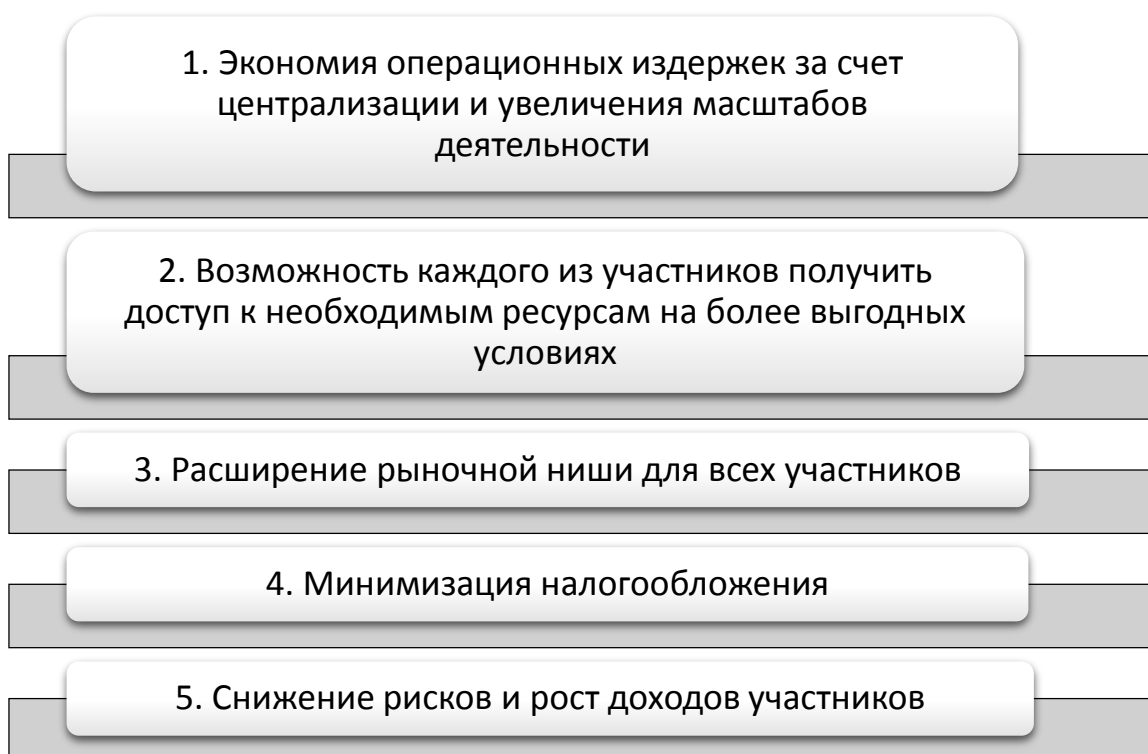 1. Экономия операционных издержек за счет
централизации и увеличения масштабов
деятельности
2. Возможность каждого из участников получить
доступ к необходимым ресурсам на более выгодных
условиях
3. Расширение рыночной ниши для всех участников
4. Минимизация налогообложения
5. Снижение рисков и рост доходов участников